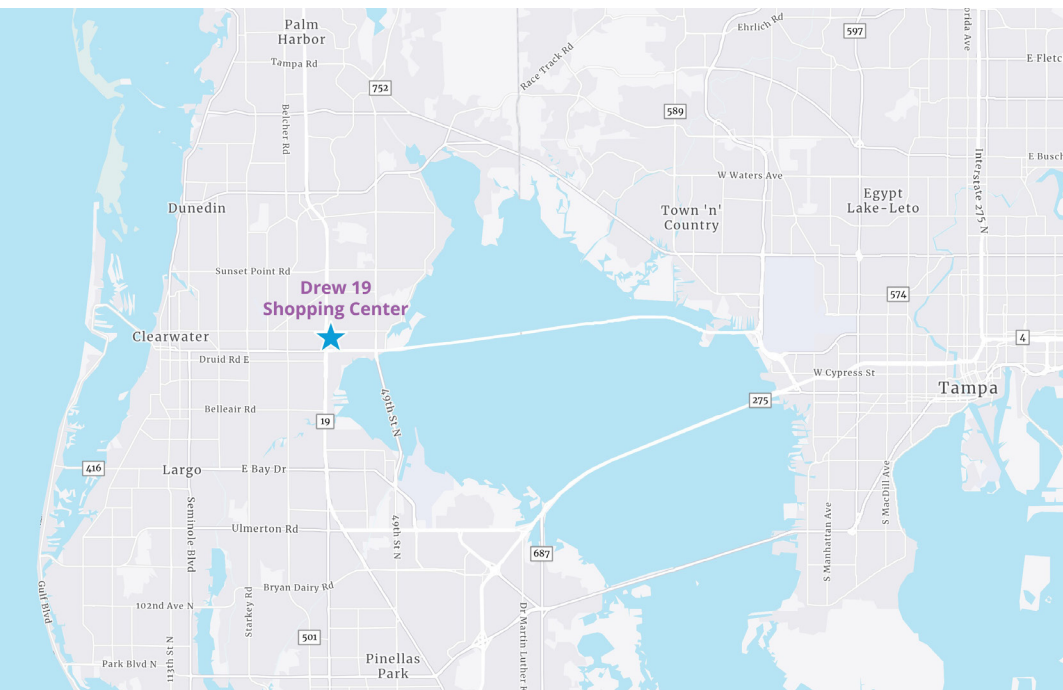 Palm
Harbor
Ehrlich Rd
597
orida Ave
E Fletc
Tampa Rd
Race Track Rd
752
589
Belcher Rd
Interstate 275 N
E Busch
W Waters Ave
Egypt
Lake-Leto
Dunedin
Town 'n'
Country
Sunset Point Rd
Drew 19
Shopping Center
574
Clearwater
4
Druid Rd E
W Cypress St
Tampa
275
49th St N
Belleair Rd
19
416
Largo
E Bay Dr
S MacDill Ave
Seminole Blvd
49th St N
S Manhattan Ave
Ulmerton Rd
687
Gulf Blvd
Bryan Dairy Rd
Starkey Rd
102nd Ave N
Dr Martin Luther
501
113th St N
Park Blvd N
Pinellas
Park